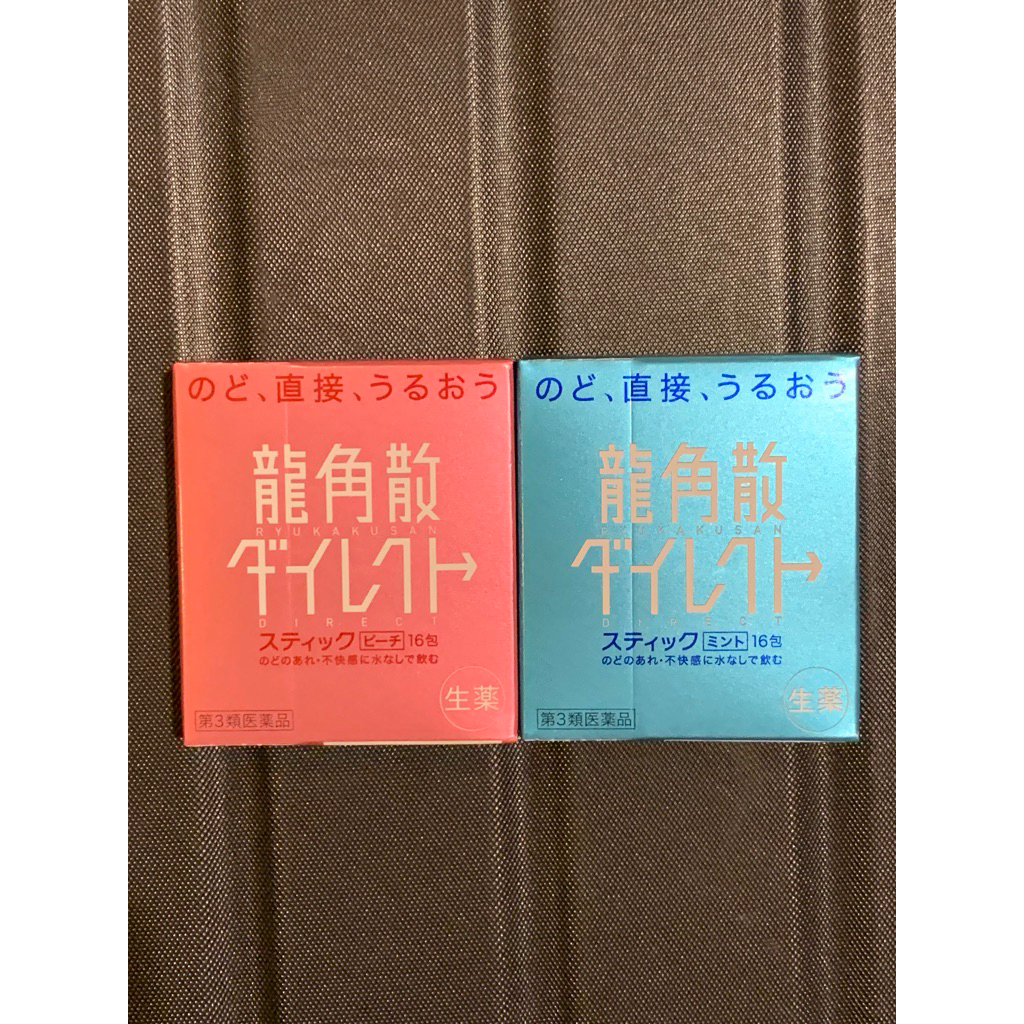 のど、直接、うるおう
龍角散
RYUKAKUSAN
ダイレクト
DIRECT
スティック ピーチ 16包
のどのあれ・不快感に水なしで飲む
生薬
第3類医薬品
のど、直接、うるおう
龍角散
RYUKAKUSAN
ダイレクト
DIRECT
スティック ミント 16包
のどのあれ・不快感に水なしで飲む
生薬
第3類医薬品